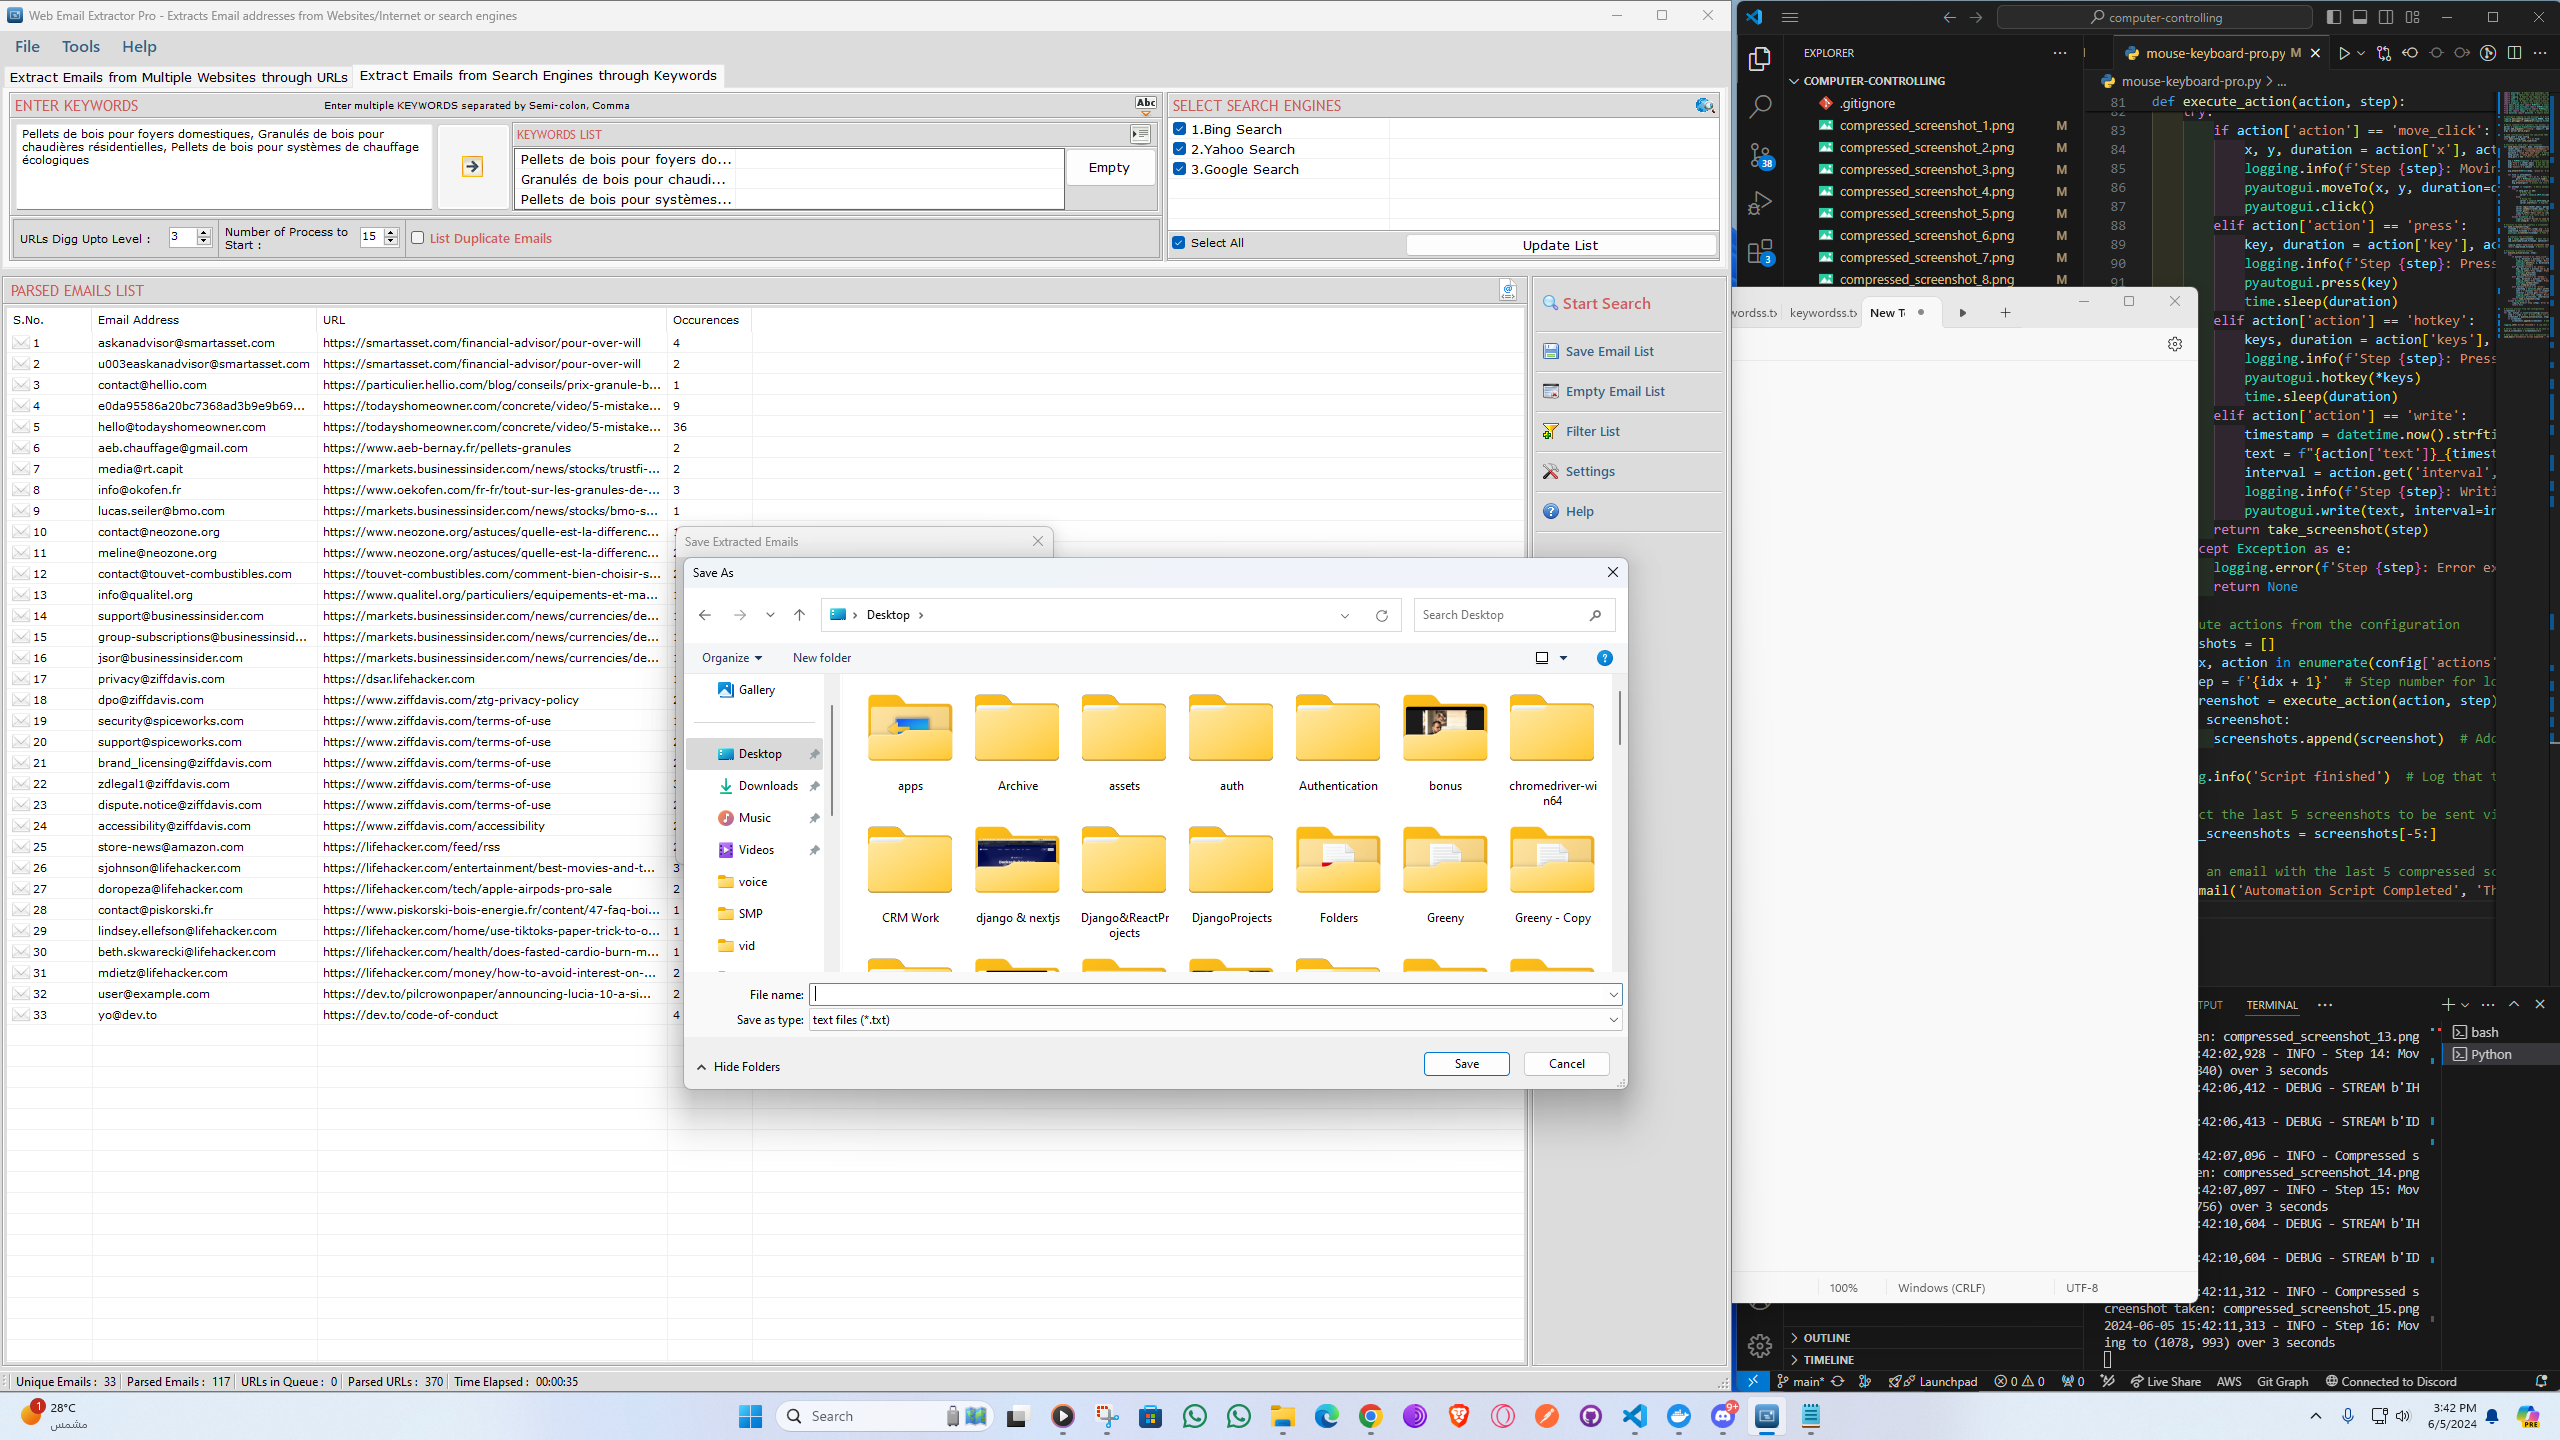 Web Email Extractor Pro - Extracts Email addresses from Websites/Internet or search engines
File Tools Help
Extract Emails from Multiple Websites through URLs
Extract Emails from Search Engines through Keywords
ENTER KEYWORDS
Enter multiple KEYWORDS separated by Semi-colon, Comma
Abc
Pellets de bois pour foyers domestiques, Granulés de bois pour
chaudières résidentielles, Pellets de bois pour systèmes de chauffage
écologiques
KEYWORDS LIST
Pellets de bois pour foyers do...
Granulés de bois pour chaudi...
Pellets de bois pour systèmes...
Empty
URLs Digg Upto Level : 3
Number of Process to
Start : 15
List Duplicate Emails
SELECT SEARCH ENGINES
1.Bing Search
2.Yahoo Search
3.Google Search
Select All
Update List
PARSED EMAILS LIST
S.No. Email Address URL Occurences
1 askanadvisor@smartasset.com https://smartasset.com/financial-advisor/pour-over-will 4
2 u003easkanadvisor@smartasset.com https://smartasset.com/financial-advisor/pour-over-will 2
3 contact@hellio.com https://particulier.hellio.com/blog/conseils/prix-granule-b... 1
4 e0da95586a20bc7368ad3b9e9b69... https://todayshomeowner.com/concrete/video/5-mistake... 9
5 hello@todayshomeowner.com https://todayshomeowner.com/concrete/video/5-mistake... 36
6 aeb.chauffage@gmail.com https://www.aeb-bernay.fr/pellets-granules 2
7 media@rt.capit https://markets.businessinsider.com/news/stocks/trustfi-... 2
8 info@okofen.fr https://www.oekofen.com/fr-fr/tout-sur-les-granules-de-... 3
9 lucas.seiler@bmo.com https://markets.businessinsider.com/news/stocks/bmo-s... 1
10 contact@neozone.org https://www.neozone.org/astuces/quelle-est-la-differenc...
11 meline@neozone.org https://www.neozone.org/astuces/quelle-est-la-differenc...
12 contact@touvet-combustibles.com https://touvet-combustibles.com/comment-bien-choisir-s...
13 info@qualitel.org https://www.qualitel.org/particuliers/equipements-et-ma...
14 support@businessinsider.com https://markets.businessinsider.com/news/currencies/de...
15 group-subscriptions@businessinsid... https://markets.businessinsider.com/news/currencies/de...
16 jsor@businessinsider.com https://markets.businessinsider.com/news/currencies/de...
17 privacy@ziffdavis.com https://dsar.lifehacker.com
18 dpo@ziffdavis.com https://www.ziffdavis.com/ztg-privacy-policy
19 security@spiceworks.com https://www.ziffdavis.com/terms-of-use
20 support@spiceworks.com https://www.ziffdavis.com/terms-of-use
21 brand_licensing@ziffdavis.com https://www.ziffdavis.com/terms-of-use
22 zdlegal1@ziffdavis.com https://www.ziffdavis.com/terms-of-use
23 dispute.notice@ziffdavis.com https://www.ziffdavis.com/terms-of-use
24 accessibility@ziffdavis.com https://www.ziffdavis.com/accessibility
25 store-news@amazon.com https://lifehacker.com/feed/rss
26 sjohnson@lifehacker.com https://lifehacker.com/entertainment/best-movies-and-t... 3
27 doropeza@lifehacker.com https://lifehacker.com/tech/apple-airpods-pro-sale 2
28 contact@piskorski.fr https://www.piskorski-bois-energie.fr/content/47-faq-boi... 1
29 lindsey.ellefson@lifehacker.com https://lifehacker.com/home/use-tiktoks-paper-trick-to-o... 1
30 beth.skwarecki@lifehacker.com https://lifehacker.com/health/does-fasted-cardio-burn-m... 1
31 mdietz@lifehacker.com https://lifehacker.com/money/how-to-avoid-interest-on-... 2
32 user@example.com https://dev.to/pilcrowonpaper/announcing-lucia-10-a-si... 2
33 yo@dev.to https://dev.to/code-of-conduct 4
Start Search
Save Email List
Empty Email List
Filter List
Settings
Help
Save Extracted Emails
Save As
Desktop
Search Desktop
Organize New folder
Gallery
Desktop
Downloads
Music
Videos
voice
SMP
vid
apps Archive assets auth Authentication bonus chromedriver-wi
n64
CRM Work django & nextjs Django&ReactPr DjangoProjects Folders Greeny Greeny - Copy
ojects
File name:
Save as type: text files (*.txt)
Hide Folders
Save Cancel
Unique Emails : 33 Parsed Emails : 117 URLs in Queue : 0 Parsed URLs : 370 Time Elapsed : 00:00:35
computer-controlling
EXPLORER
COMPUTER-CONTROLLING
.gitignore
compressed_screenshot_1.png M
compressed_screenshot_2.png M
compressed_screenshot_3.png M
compressed_screenshot_4.png M
compressed_screenshot_5.png M
compressed_screenshot_6.png M
compressed_screenshot_7.png M
compressed_screenshot_8.png M
38
3
mouse-keyboard-pro.py M
mouse-keyboard-pro.py > ...
81 def execute_action(action, step):
82 try:
83 if action['action'] == 'move_click':
84 x, y, duration = action['x'], act
85 logging.info(f'Step {step}: Movin
86 pyautogui.moveTo(x, y, duration=d
87 pyautogui.click()
88 elif action['action'] == 'press':
89 key, duration = action['key'], ac
90 logging.info(f'Step {step}: Press
91 pyautogui.press(key)
time.sleep(duration)
elif action['action'] == 'hotkey':
keys, duration = action['keys'],
logging.info(f'Step {step}: Press
pyautogui.hotkey(*keys)
time.sleep(duration)
elif action['action'] == 'write':
timestamp = datetime.now().strfti
text = f"{action['text']}_{timest
interval = action.get('interval',
logging.info(f'Step {step}: Writi
pyautogui.write(text, interval=in
return take_screenshot(step)
cept Exception as e:
logging.error(f'Step {step}: Error ex
return None
ute actions from the configuration
shots = []
x, action in enumerate(config['actions'
ep = f'{idx + 1}' # Step number for lo
reenshot = execute_action(action, step)
screenshot:
screenshots.append(screenshot) # Add
g.info('Script finished') # Log that t
ct the last 5 screenshots to be sent vi
_screenshots = screenshots[-5:]
an email with the last 5 compressed sc
mail('Automation Script Completed', 'Th
wordss.tx keywordss.tx New T
100% Windows (CRLF) UTF-8
TPUT TERMINAL
bash
Python
en: compressed_screenshot_13.png
:42:02,928 - INFO - Step 14: Mov
840) over 3 seconds
:42:06,412 - DEBUG - STREAM b'IH
:42:06,413 - DEBUG - STREAM b'ID
:42:07,096 - INFO - Compressed s
en: compressed_screenshot_14.png
:42:07,097 - INFO - Step 15: Mov
756) over 3 seconds
:42:10,604 - DEBUG - STREAM b'IH
:42:10,604 - DEBUG - STREAM b'ID
:42:11,312 - INFO - Compressed s
creenshot taken: compressed_screenshot_15.png
2024-06-05 15:42:11,313 - INFO - Step 16: Mov
ing to (1078, 993) over 3 seconds
OUTLINE
TIMELINE
main* Launchpad 0 0 0 Live Share AWS Git Graph Connected to Discord
1
28°C
مشمس
Search
9+
3:42 PM
6/5/2024
PRE